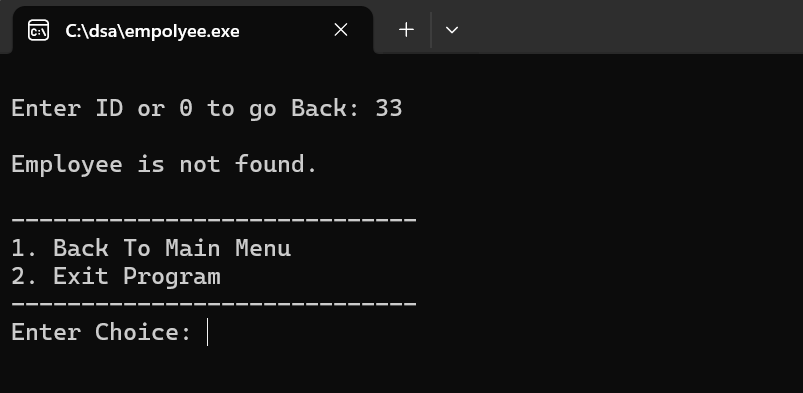 C:\dsa\empolyee.exe
Enter ID or 0 to go Back: 33
Employee is not found.
-----------------------------
1. Back To Main Menu
2. Exit Program
-----------------------------
Enter Choice: